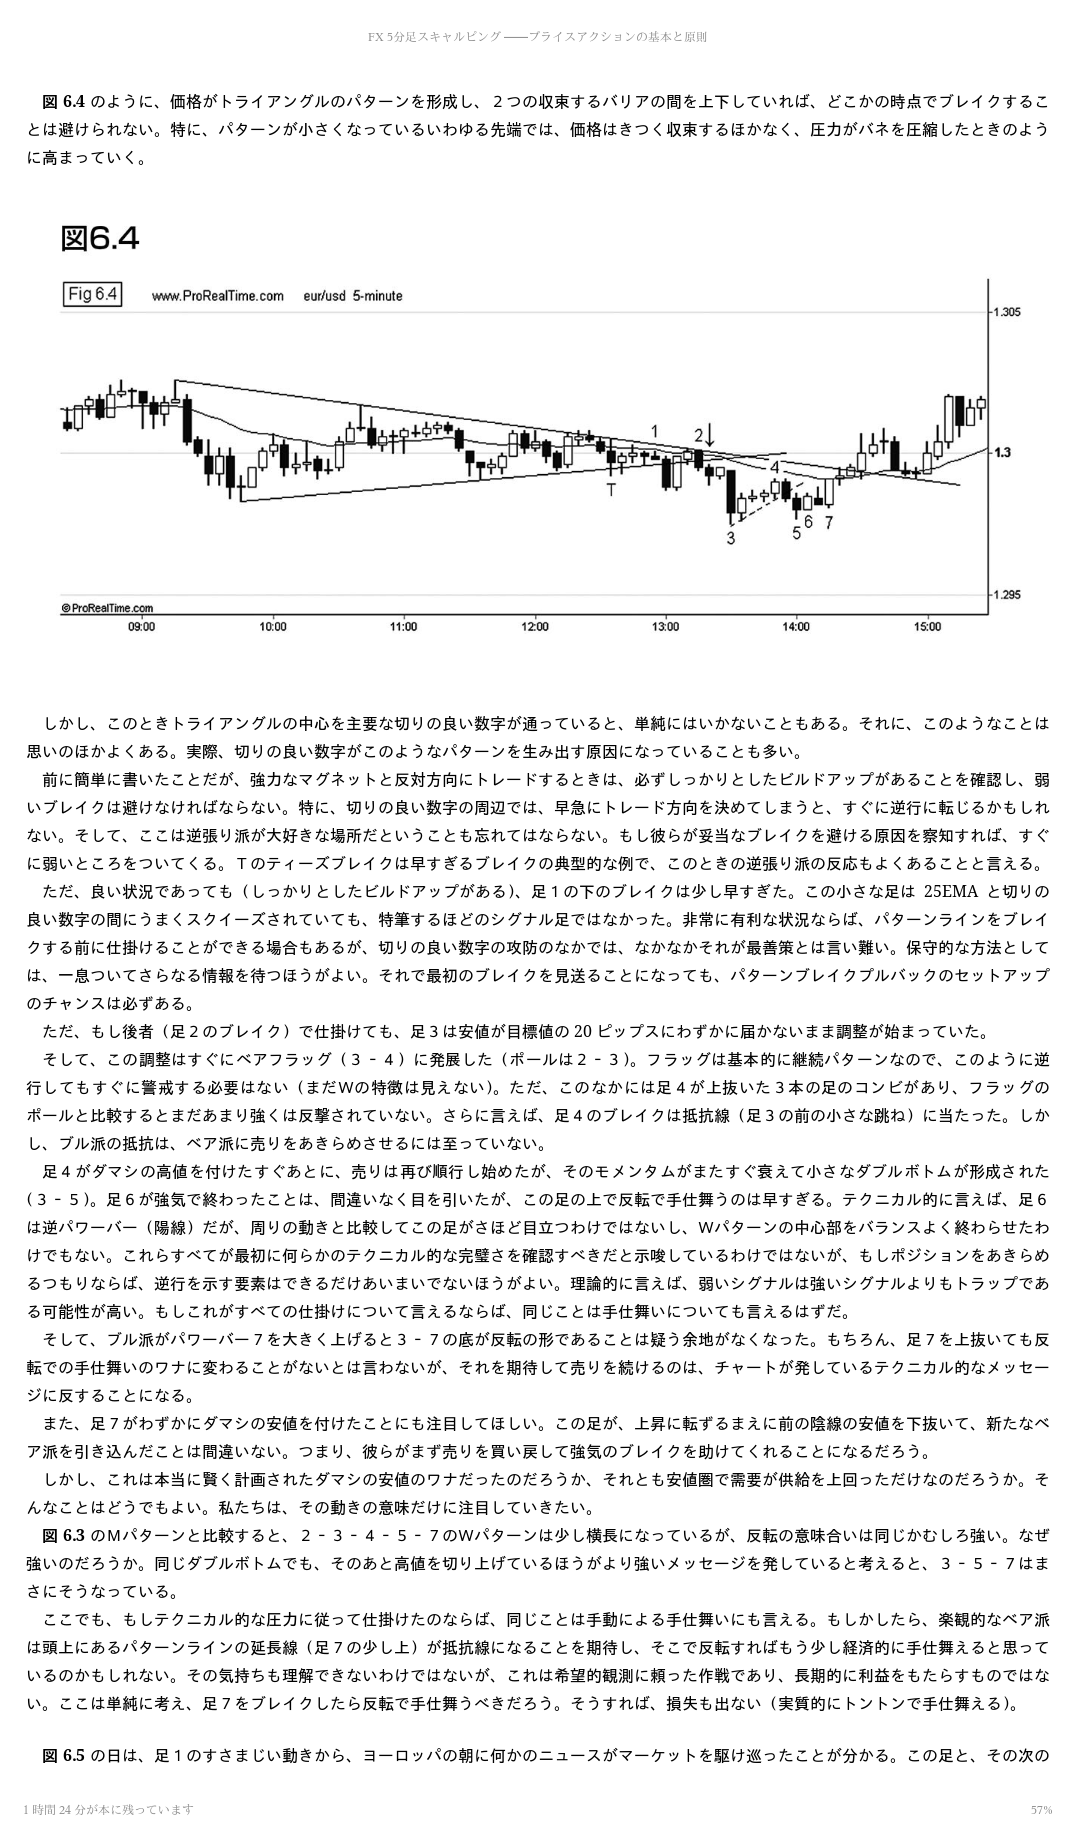 FX 5分足スキャルピング ――プライスアクションの基本と原則
図 6.4 のように、価格がトライアングルのパターンを形成し、２つの収束するバリアの間を上下していれば、どこかの時点でブレイクするこ
とは避けられない。特に、パターンが小さくなっているいわゆる先端では、価格はきつく収束するほかなく、圧力がバネを圧縮したときのよう
に高まっていく。
図6.4
Fig 6.4 www.ProRealTime.com eur/usd 5-minute
1.305
1 2
1.3
4
T
6
7
5
3
1.295
©ProRealTime.com
09:00 10:00 11:00 12:00 13:00 14:00 15:00
しかし、このときトライアングルの中心を主要な切りの良い数字が通っていると、単純にはいかないこともある。それに、このようなことは
思いのほかよくある。実際、切りの良い数字がこのようなパターンを生み出す原因になっていることも多い。
前に簡単に書いたことだが、強力なマグネットと反対方向にトレードするときは、必ずしっかりとしたビルドアップがあることを確認し、弱
いブレイクは避けなければならない。特に、切りの良い数字の周辺では、早急にトレード方向を決めてしまうと、すぐに逆行に転じるかもしれ
ない。そして、ここは逆張り派が大好きな場所だということも忘れてはならない。もし彼らが妥当なブレイクを避ける原因を察知すれば、すぐ
に弱いところをついてくる。Ｔのティーズブレイクは早すぎるブレイクの典型的な例で、このときの逆張り派の反応もよくあることと言える。
ただ、良い状況であっても（しっかりとしたビルドアップがある）、足１の下のブレイクは少し早すぎた。この小さな足は 25EMA と切りの
良い数字の間にうまくスクイーズされていても、特筆するほどのシグナル足ではなかった。非常に有利な状況ならば、パターンラインをブレイ
クする前に仕掛けることができる場合もあるが、切りの良い数字の攻防のなかでは、なかなかそれが最善策とは言い難い。保守的な方法として
は、一息ついてさらなる情報を待つほうがよい。それで最初のブレイクを見送ることになっても、パターンブレイクプルバックのセットアップ
のチャンスは必ずある。
ただ、もし後者（足２のブレイク）で仕掛けても、足３は安値が目標値の 20 ピップスにわずかに届かないまま調整が始まっていた。
そして、この調整はすぐにベアフラッグ（３‐４）に発展した（ポールは２‐３）。フラッグは基本的に継続パターンなので、このように逆
行してもすぐに警戒する必要はない（まだＷの特徴は見えない）。ただ、このなかには足４が上抜いた３本の足のコンビがあり、フラッグの
ポールと比較するとまだあまり強くは反撃されていない。さらに言えば、足４のブレイクは抵抗線（足３の前の小さな跳ね）に当たった。しか
し、ブル派の抵抗は、ベア派に売りをあきらめさせるには至っていない。
足４がダマシの高値を付けたすぐあとに、売りは再び順行し始めたが、そのモメンタムがまたすぐ衰えて小さなダブルボトムが形成された
（３‐５）。足６が強気で終わったことは、間違いなく目を引いたが、この足の上で反転で手仕舞うのは早すぎる。テクニカル的に言えば、足６
は逆パワーバー（陽線）だが、周りの動きと比較してこの足がさほど目立つわけではないし、Ｗパターンの中心部をバランスよく終わらせたわ
けでもない。これらすべてが最初に何らかのテクニカル的な完璧さを確認すべきだと示唆しているわけではないが、もしポジションをあきらめ
るつもりならば、逆行を示す要素はできるだけあいまいでないほうがよい。理論的に言えば、弱いシグナルは強いシグナルよりもトラップであ
る可能性が高い。もしこれがすべての仕掛けについて言えるならば、同じことは手仕舞いについても言えるはずだ。
そして、ブル派がパワーバー７を大きく上げると３‐７の底が反転の形であることは疑う余地がなくなった。もちろん、足７を上抜いても反
転での手仕舞いのワナに変わることがないとは言わないが、それを期待して売りを続けるのは、チャートが発しているテクニカル的なメッセー
ジに反することになる。
また、足７がわずかにダマシの安値を付けたことにも注目してほしい。この足が、上昇に転ずるまえに前の陰線の安値を下抜いて、新たなベ
ア派を引き込んだことは間違いない。つまり、彼らがまず売りを買い戻して強気のブレイクを助けてくれることになるだろう。
しかし、これは本当に賢く計画されたダマシの安値のワナだったのだろうか、それとも安値圏で需要が供給を上回っただけなのだろうか。そ
んなことはどうでもよい。私たちは、その動きの意味だけに注目していきたい。
図 6.3 のＭパターンと比較すると、２‐３‐４‐５‐７のＷパターンは少し横長になっているが、反転の意味合いは同じかむしろ強い。なぜ
強いのだろうか。同じダブルボトムでも、そのあと高値を切り上げているほうがより強いメッセージを発していると考えると、３‐５‐７はま
さにそうなっている。
ここでも、もしテクニカル的な圧力に従って仕掛けたのならば、同じことは手動による手仕舞いにも言える。もしかしたら、楽観的なベア派
は頭上にあるパターンラインの延長線（足７の少し上）が抵抗線になることを期待し、そこで反転すればもう少し経済的に手仕舞えると思って
いるのかもしれない。その気持ちも理解できないわけではないが、これは希望的観測に頼った作戦であり、長期的に利益をもたらすものではな
い。ここは単純に考え、足７をブレイクしたら反転で手仕舞うべきだろう。そうすれば、損失も出ない（実質的にトントンで手仕舞える）。
図 6.5 の日は、足１のすさまじい動きから、ヨーロッパの朝に何かのニュースがマーケットを駆け巡ったことが分かる。この足と、その次の
1 時間 24 分が本に残っています 57%